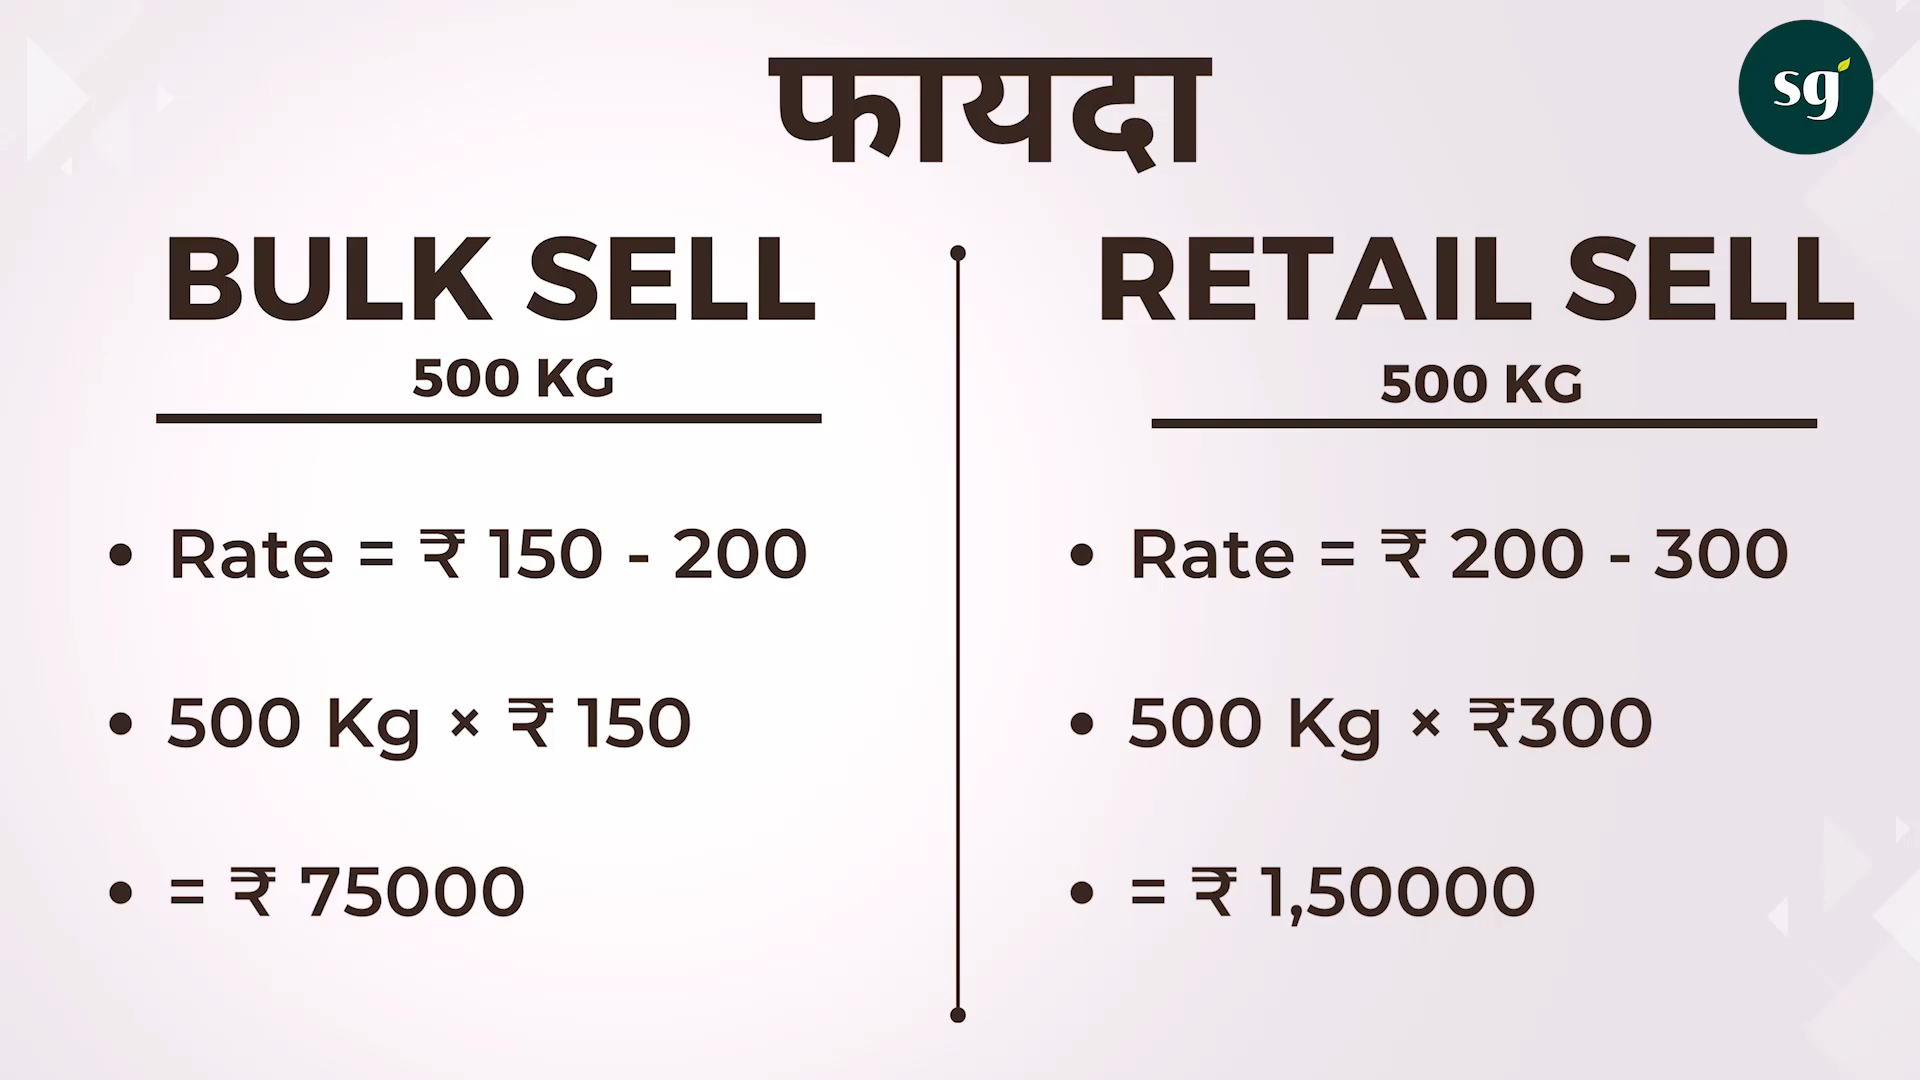 फायदा
sg
BULK SELL
500 KG
Rate = ₹ 150 - 200
500 Kg × ₹ 150
= ₹ 75000
RETAIL SELL
500 KG
Rate = ₹ 200 - 300
500 Kg × ₹300
= ₹ 1,50000